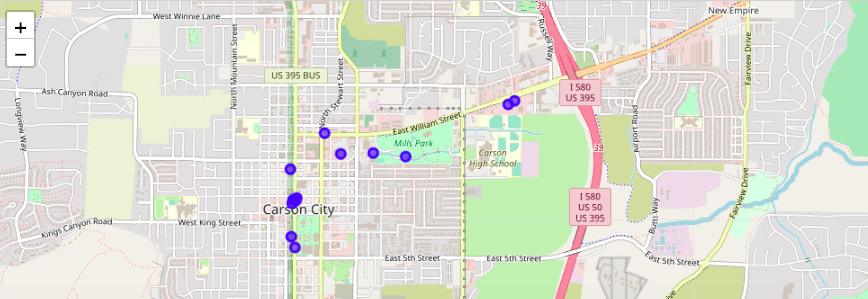 West Winnie Lane
New Empire
39
+
−
North Mountain Street
Russell Way
Fairview Drive
US 395 BUS
I 580
US 395
Ash Canyon Road
North Stewart Street
Longview Way
East William Street
Airport Road
Mills Park
Carson
High School
39
Fairview Drive
Carson City
I 580
US 50
US 395
Butts Way
Kings Canyon Road
West King Street
East 5th Street
East 5th Street
East 5th Street